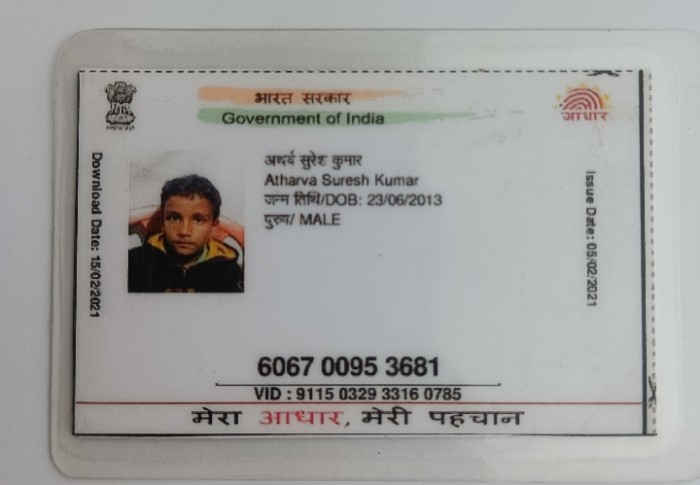 भारत सरकार
Government of India
आधार
अथर्व सुरेश कुमार
Atharva Suresh Kumar
जन्म तिथि/DOB: 23/06/2013
पुरुष/ MALE
Download Date: 15/02/2021
Issue Date: 05/02/2021
6067 0095 3681
VID : 9115 0329 3316 0785
मेरा आधार, मेरी पहचान